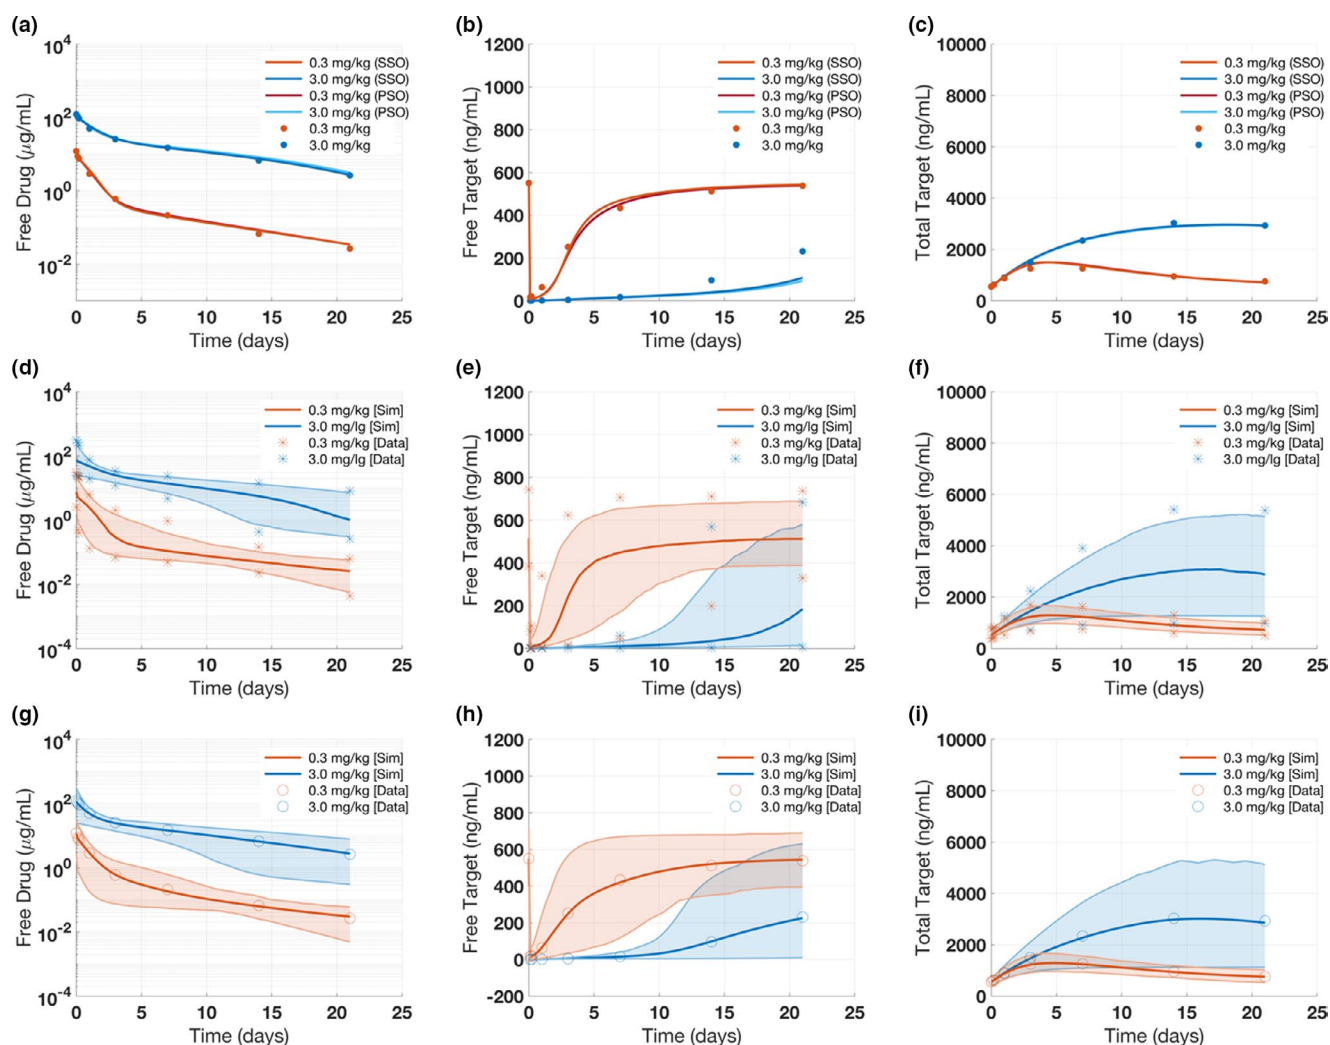 (a)
Free Drug (μg/mL)
10⁴
10²
10⁰
10⁻²
0 5 10 15 20 25
Time (days)
0.3 mg/kg (SSO)
3.0 mg/kg (SSO)
0.3 mg/kg (PSO)
3.0 mg/kg (PSO)
0.3 mg/kg
3.0 mg/kg
(b)
Free Target (ng/mL)
1200
1000
800
600
400
200
0
0 5 10 15 20 25
Time (days)
0.3 mg/kg (SSO)
3.0 mg/kg (SSO)
0.3 mg/kg (PSO)
3.0 mg/kg (PSO)
0.3 mg/kg
3.0 mg/kg
(c)
Total Target (ng/mL)
10000
8000
6000
4000
2000
0
0 5 10 15 20 25
Time (days)
0.3 mg/kg (SSO)
3.0 mg/kg (SSO)
0.3 mg/kg (PSO)
3.0 mg/kg (PSO)
0.3 mg/kg
3.0 mg/kg
(d)
Free Drug (μg/mL)
10⁴
10²
10⁰
10⁻²
10⁻⁴
0 5 10 15 20 25
Time (days)
0.3 mg/kg [Sim]
3.0 mg/lg [Sim]
0.3 mg/kg [Data]
3.0 mg/lg [Data]
(e)
Free Target (ng/mL)
1200
1000
800
600
400
200
0
0 5 10 15 20 25
Time (days)
0.3 mg/kg [Sim]
3.0 mg/lg [Sim]
0.3 mg/kg [Data]
3.0 mg/lg [Data]
(f)
Total Target (ng/mL)
10000
8000
6000
4000
2000
0
0 5 10 15 20 25
Time (days)
0.3 mg/kg [Sim]
3.0 mg/lg [Sim]
0.3 mg/kg [Data]
3.0 mg/lg [Data]
(g)
Free Drug (μg/mL)
10⁴
10²
10⁰
10⁻²
10⁻⁴
0 5 10 15 20 25
Time (days)
0.3 mg/kg [Sim]
3.0 mg/kg [Sim]
0.3 mg/kg [Data]
3.0 mg/kg [Data]
(h)
Free Target (ng/mL)
1200
1000
800
600
400
200
0
-200
0 5 10 15 20 25
Time (days)
0.3 mg/kg [Sim]
3.0 mg/kg [Sim]
0.3 mg/kg [Data]
3.0 mg/kg [Data]
(i)
Total Target (ng/mL)
10000
8000
6000
4000
2000
0
0 5 10 15 20 25
Time (days)
0.3 mg/kg [Sim]
3.0 mg/kg [Sim]
0.3 mg/kg [Data]
3.0 mg/kg [Data]